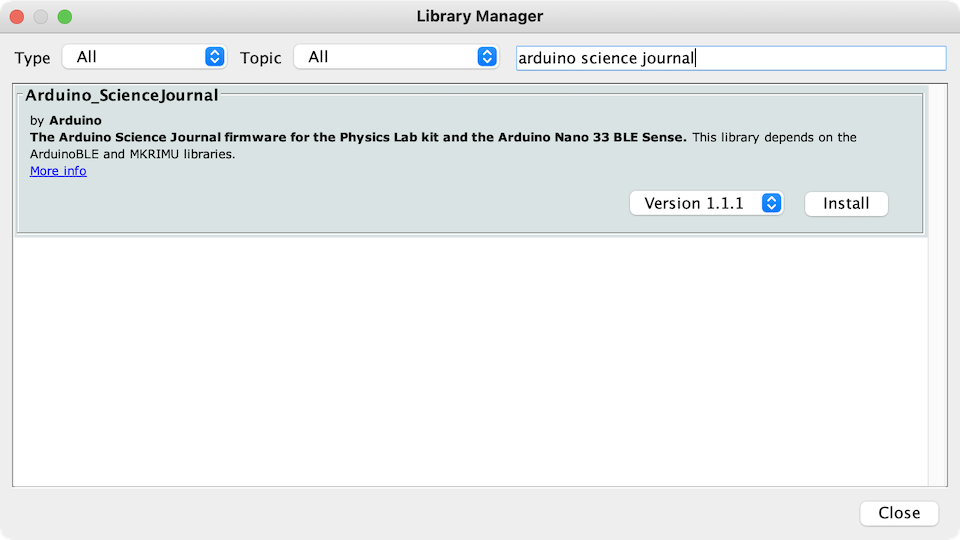 Library Manager
Type All Topic All arduino science journal
Arduino_ScienceJournal
by Arduino
The Arduino Science Journal firmware for the Physics Lab kit and the Arduino Nano 33 BLE Sense. This library depends on the
ArduinoBLE and MKRIMU libraries.
More info
Version 1.1.1 Install
Close